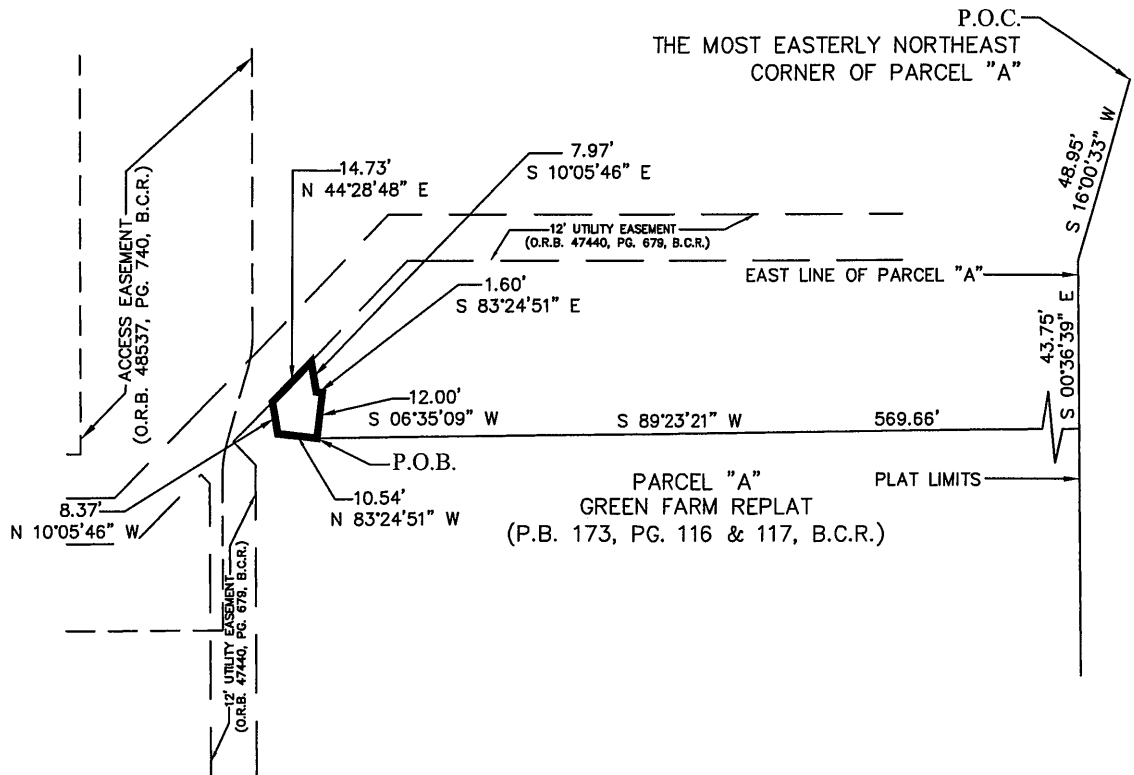 P.O.C.
THE MOST EASTERLY NORTHEAST
CORNER OF PARCEL "A"
48.95'
S 16°00'33" W
ACCESS EASEMENT
(O.R.B. 48537, PG. 740, B.C.R.)
14.73'
N 44°28'48" E
7.97'
S 10°05'46" E
12' UTILITY EASEMENT
(O.R.B. 47440, PG. 679, B.C.R.)
EAST LINE OF PARCEL "A"
1.60'
S 83°24'51" E
43.75'
S 00°36'39" E
12.00'
S 06°35'09" W
S 89°23'21" W
569.66'
P.O.B.
PARCEL "A"
GREEN FARM REPLAT
(P.B. 173, PG. 116 & 117, B.C.R.)
PLAT LIMITS
8.37'
N 10°05'46" W
10.54'
N 83°24'51" W
12' UTILITY EASEMENT
(O.R.B. 47440, PG. 679, B.C.R.)